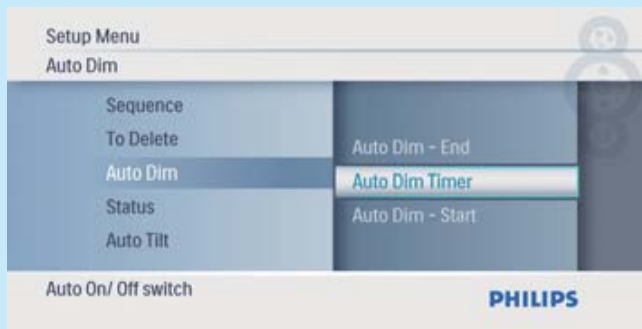 Setup Menu
Auto Dim
Sequence
To Delete
Auto Dim
Status
Auto Tilt
Auto Dim - End
Auto Dim Timer
Auto Dim - Start
Auto On/ Off switch
PHILIPS